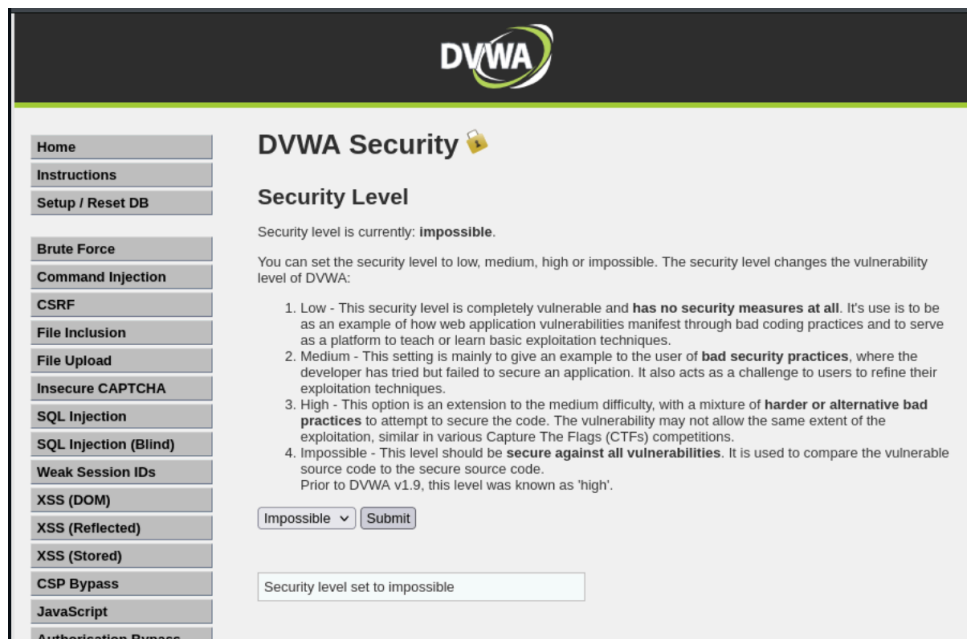 DVWA
Home
Instructions
Setup / Reset DB
Brute Force
Command Injection
CSRF
File Inclusion
File Upload
Insecure CAPTCHA
SQL Injection
SQL Injection (Blind)
Weak Session IDs
XSS (DOM)
XSS (Reflected)
XSS (Stored)
CSP Bypass
JavaScript
Authorisation Bypass
DVWA Security
Security Level
Security level is currently: impossible.
You can set the security level to low, medium, high or impossible. The security level changes the vulnerability
level of DVWA:
1. Low - This security level is completely vulnerable and has no security measures at all. It's use is to be
as an example of how web application vulnerabilities manifest through bad coding practices and to serve
as a platform to teach or learn basic exploitation techniques.
2. Medium - This setting is mainly to give an example to the user of bad security practices, where the
developer has tried but failed to secure an application. It also acts as a challenge to users to refine their
exploitation techniques.
3. High - This option is an extension to the medium difficulty, with a mixture of harder or alternative bad
practices to attempt to secure the code. The vulnerability may not allow the same extent of the
exploitation, similar in various Capture The Flags (CTFs) competitions.
4. Impossible - This level should be secure against all vulnerabilities. It is used to compare the vulnerable
source code to the secure source code.
Prior to DVWA v1.9, this level was known as 'high'.
Impossible Submit
Security level set to impossible